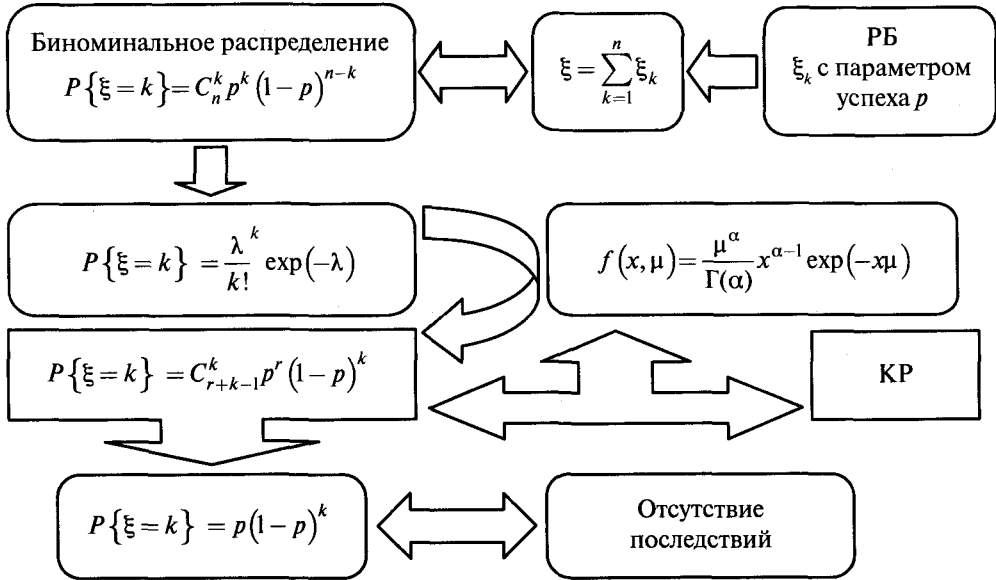 Биноминальное распределение
P{ξ = k} = C_n^k p^k (1 − p)^{n−k}
ξ = ∑_{k=1}^{n} ξ_k
РБ
ξ_k с параметром
успеха p
P{ξ = k} = λ^k / k! exp(−λ)
f(x, μ) = μ^α / Γ(α) x^{α−1} exp(−xμ)
P{ξ = k} = C_{r+k−1}^k p^r (1 − p)^k
КР
P{ξ = k} = p(1 − p)^k
Отсутствие
последствий